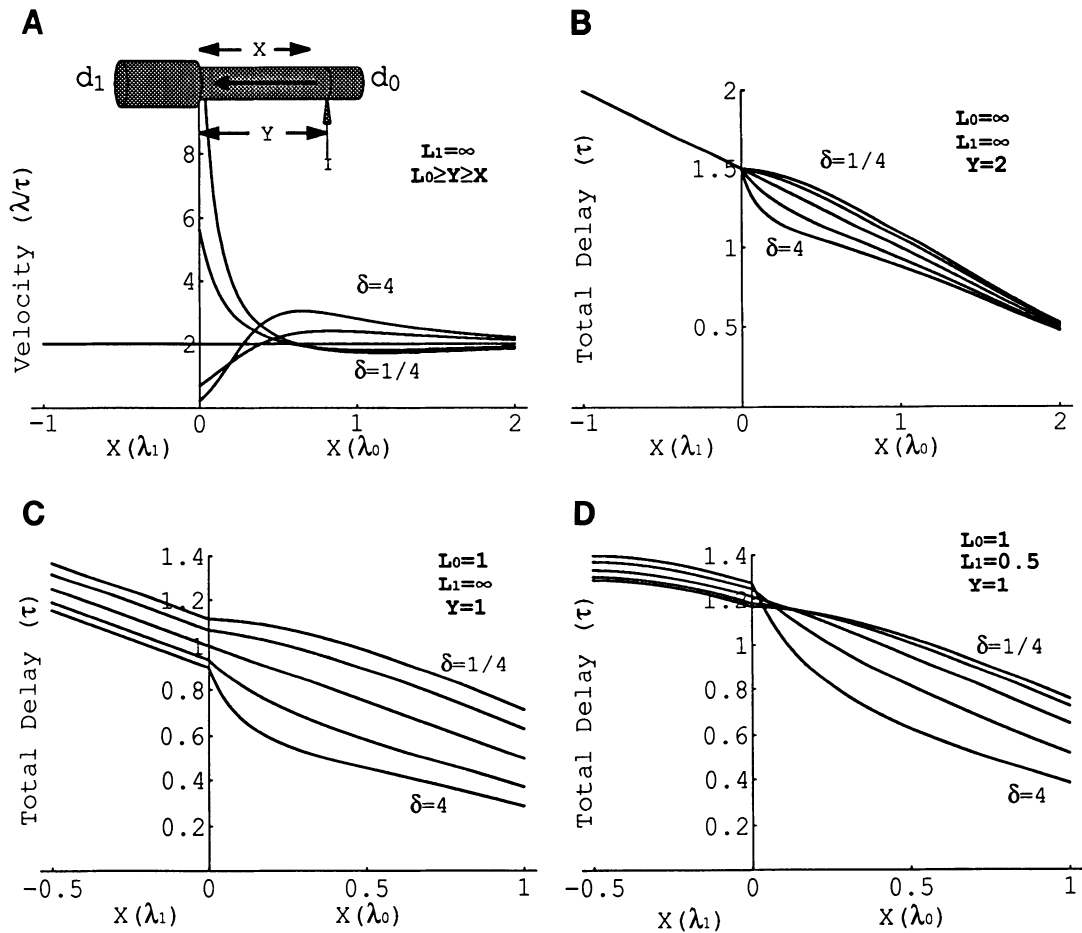 A
X
d1
d0
Y
I
L1=∞
L0≥Y≥X
Velocity (λ/τ)
8
6
4
2
δ=4
δ=1/4
-1
0
1
2
X(λ1)
X(λ0)
B
Total Delay (τ)
2
1.5
1
0.5
L0=∞
L1=∞
Y=2
δ=1/4
δ=4
-1
0
1
2
X(λ1)
X(λ0)
C
Total Delay (τ)
1.4
1.2
1
0.8
0.6
0.4
0.2
L0=1
L1=∞
Y=1
δ=1/4
δ=4
-0.5
0
0.5
1
X(λ1)
X(λ0)
D
Total Delay (τ)
1.4
1.2
1
0.8
0.6
0.4
0.2
L0=1
L1=0.5
Y=1
δ=1/4
δ=4
-0.5
0
0.5
1
X(λ1)
X(λ0)